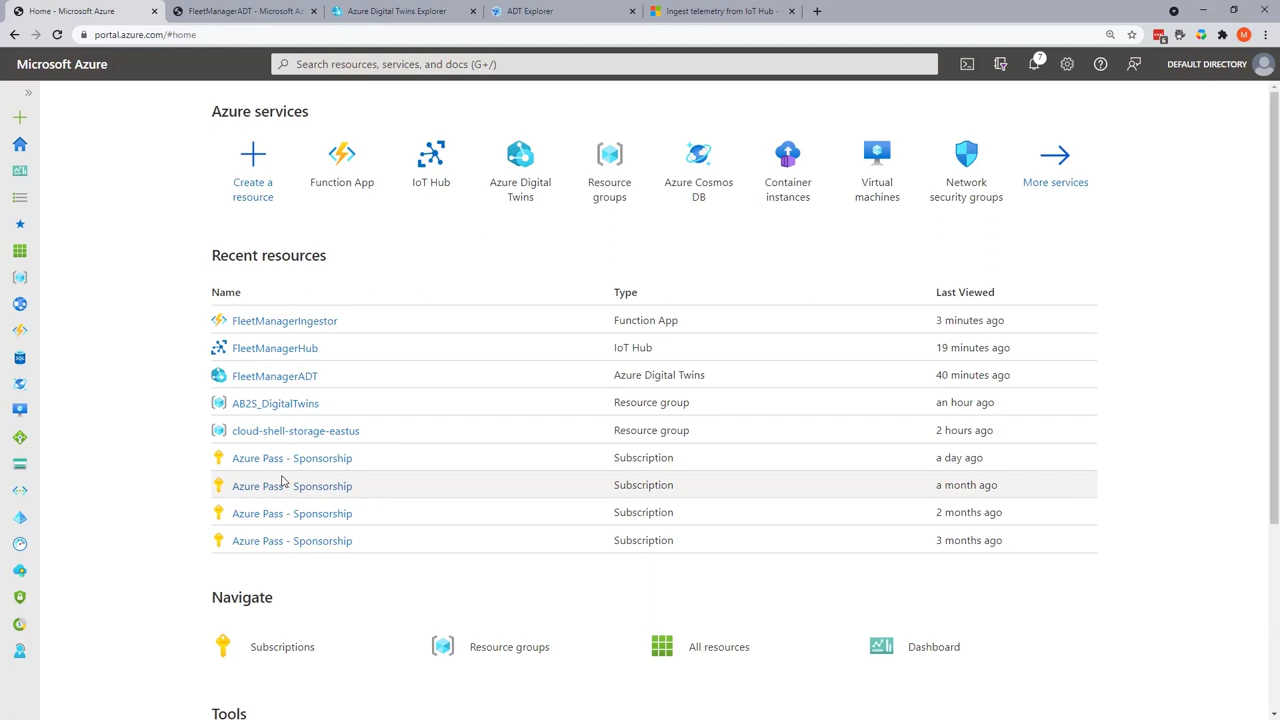 Home - Microsoft Azure
FleetManagerADT - Microsoft Az
Azure Digital Twins Explorer
ADT Explorer
Ingest telemetry from IoT Hub -
portal.azure.com/#home
6
M
Microsoft Azure
Search resources, services, and docs (G+/)
7
DEFAULT DIRECTORY
Azure services
Create a resource
Function App
IoT Hub
Azure Digital Twins
Resource groups
Azure Cosmos DB
Container instances
Virtual machines
Network security groups
More services
Recent resources
Name Type Last Viewed
FleetManagerIngestor Function App 3 minutes ago
FleetManagerHub IoT Hub 19 minutes ago
FleetManagerADT Azure Digital Twins 40 minutes ago
AB2S_DigitalTwins Resource group an hour ago
cloud-shell-storage-eastus Resource group 2 hours ago
Azure Pass - Sponsorship Subscription a day ago
Azure Pass - Sponsorship Subscription a month ago
Azure Pass - Sponsorship Subscription 2 months ago
Azure Pass - Sponsorship Subscription 3 months ago
Navigate
Subscriptions Resource groups All resources Dashboard
Tools